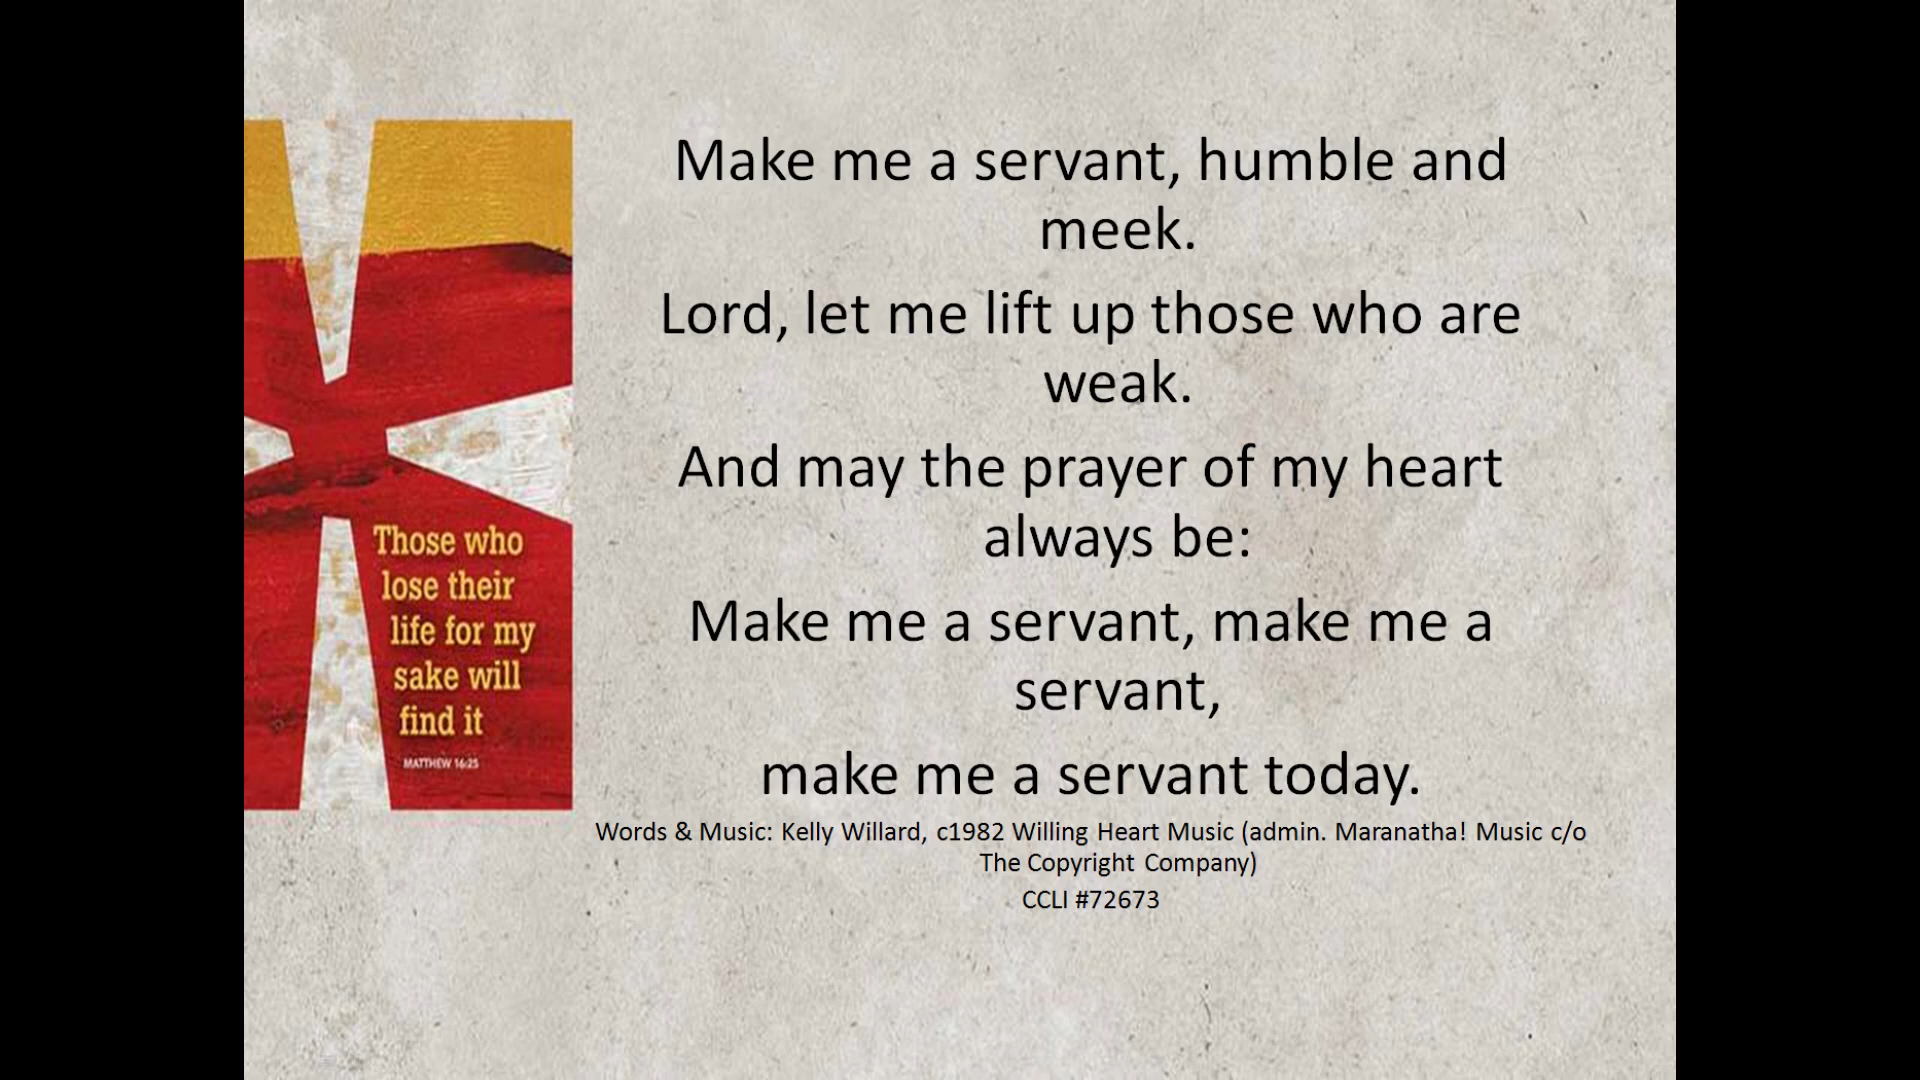 Make me a servant, humble and
meek.
Lord, let me lift up those who are
weak.
And may the prayer of my heart
always be:
Make me a servant, make me a
servant,
make me a servant today.
Words & Music: Kelly Willard, c1982 Willing Heart Music (admin. Maranatha! Music c/o
The Copyright Company)
CCLI #72673
Those who
lose their
life for my
sake will
find it
MATTHEW 16:25